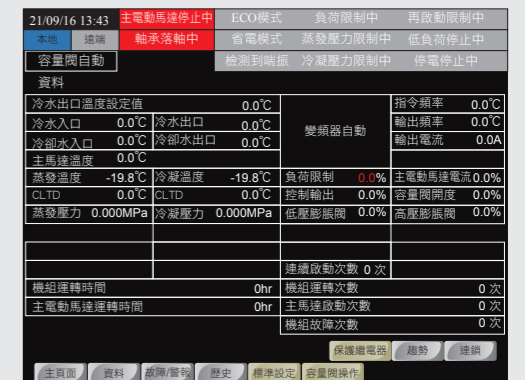 21/09/16 13:43 主電動馬達停止中 ECO模式 負荷限制中 再啟動限制中
本地 遠端 軸承落軸中 省電模式 蒸發壓力限制中 低負荷停止中
容量閥自動 檢測到喘振 冷凝壓力限制中 停電停止中
資料
冷水出口溫度設定值 0.0℃ 變頻器自動 指令頻率 0.0℃
冷水入口 0.0℃ 冷水出口 0.0℃ 輸出頻率 0.0℃
冷卻水入口 0.0℃ 冷卻水出口 0.0℃ 輸出電流 0.0A
主馬達溫度 0.0℃
蒸發溫度 -19.8℃ 冷凝溫度 -19.8℃ 負荷限制 0.0% 主電動馬達電流 0.0%
CLTD 0.0℃ CLTD 0.0℃ 控制輸出 0.0% 容量閥開度 0.0%
蒸發壓力 0.000MPa 冷凝壓力 0.000MPa 低壓膨脹閥 0.0% 高壓膨脹閥 0.0%
連續啟動次數 0 次
機組運轉時間 0hr 機組運轉次數 0 次
主電動馬達運轉時間 0hr 主馬達啟動次數 0 次
機組故障次數 0 次
保護繼電器 趨勢 連鎖
主頁面 資料 故障/警報 歷史 標準設定 容量閥操作